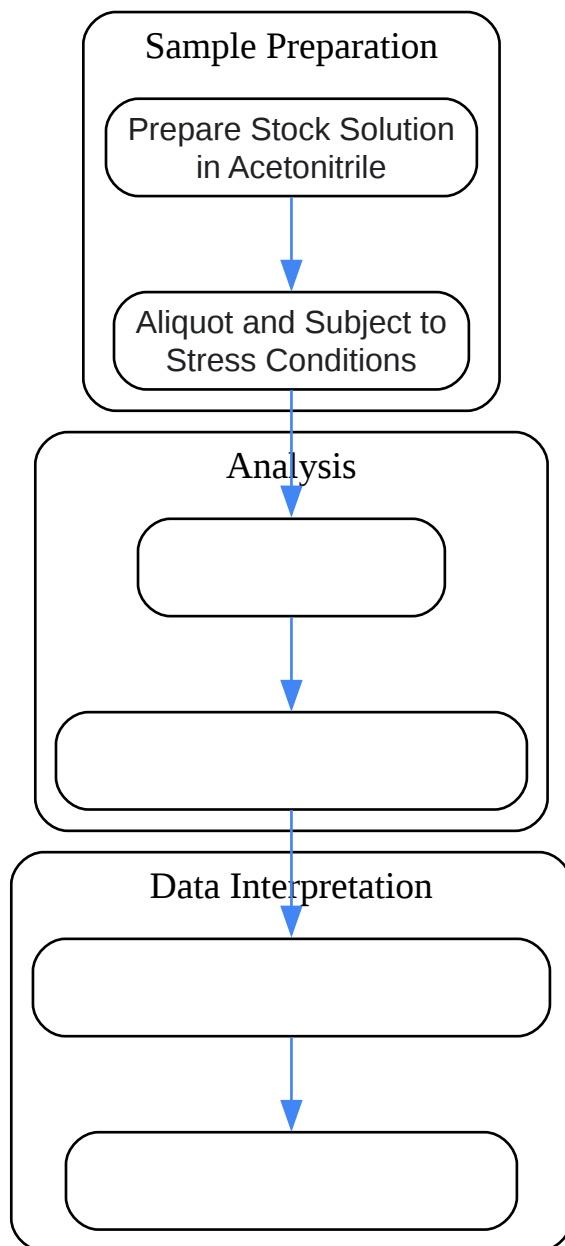 Sample Preparation
Prepare Stock Solution
in Acetonitrile
Aliquot and Subject to
Stress Conditions
Analysis
Data Interpretation